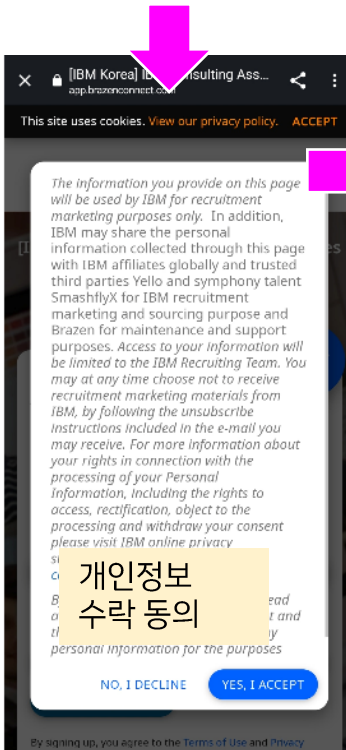 [IBM Korea] IB nsulting Ass...
app.brazenconnect.co
This site uses cookies. View our privacy policy. ACCEPT
The information you provide on this page
will be used by IBM for recruitment
marketing purposes only. In addition,
IBM may share the personal
information collected through this page
with IBM affiliates globally and trusted
third parties Yello and symphony talent
SmashflyX for IBM recruitment
marketing and sourcing purpose and
Brazen for maintenance and support
purposes. Access to your information will
be limited to the IBM Recruiting Team. You
may at any time choose not to receive
recruitment marketing materials from
IBM, by following the unsubscribe
instructions included in the e-mail you
may receive. For more information about
your rights in connection with the
processing of your Personal
Information, including the rights to
access, rectification, object to the
processing and withdraw your consent
please visit IBM online privacy
개인정보
수락 동의
and
personal information for the purposes
NO, I DECLINE YES, I ACCEPT
By signing up, you agree to the Terms of Use and Privacy